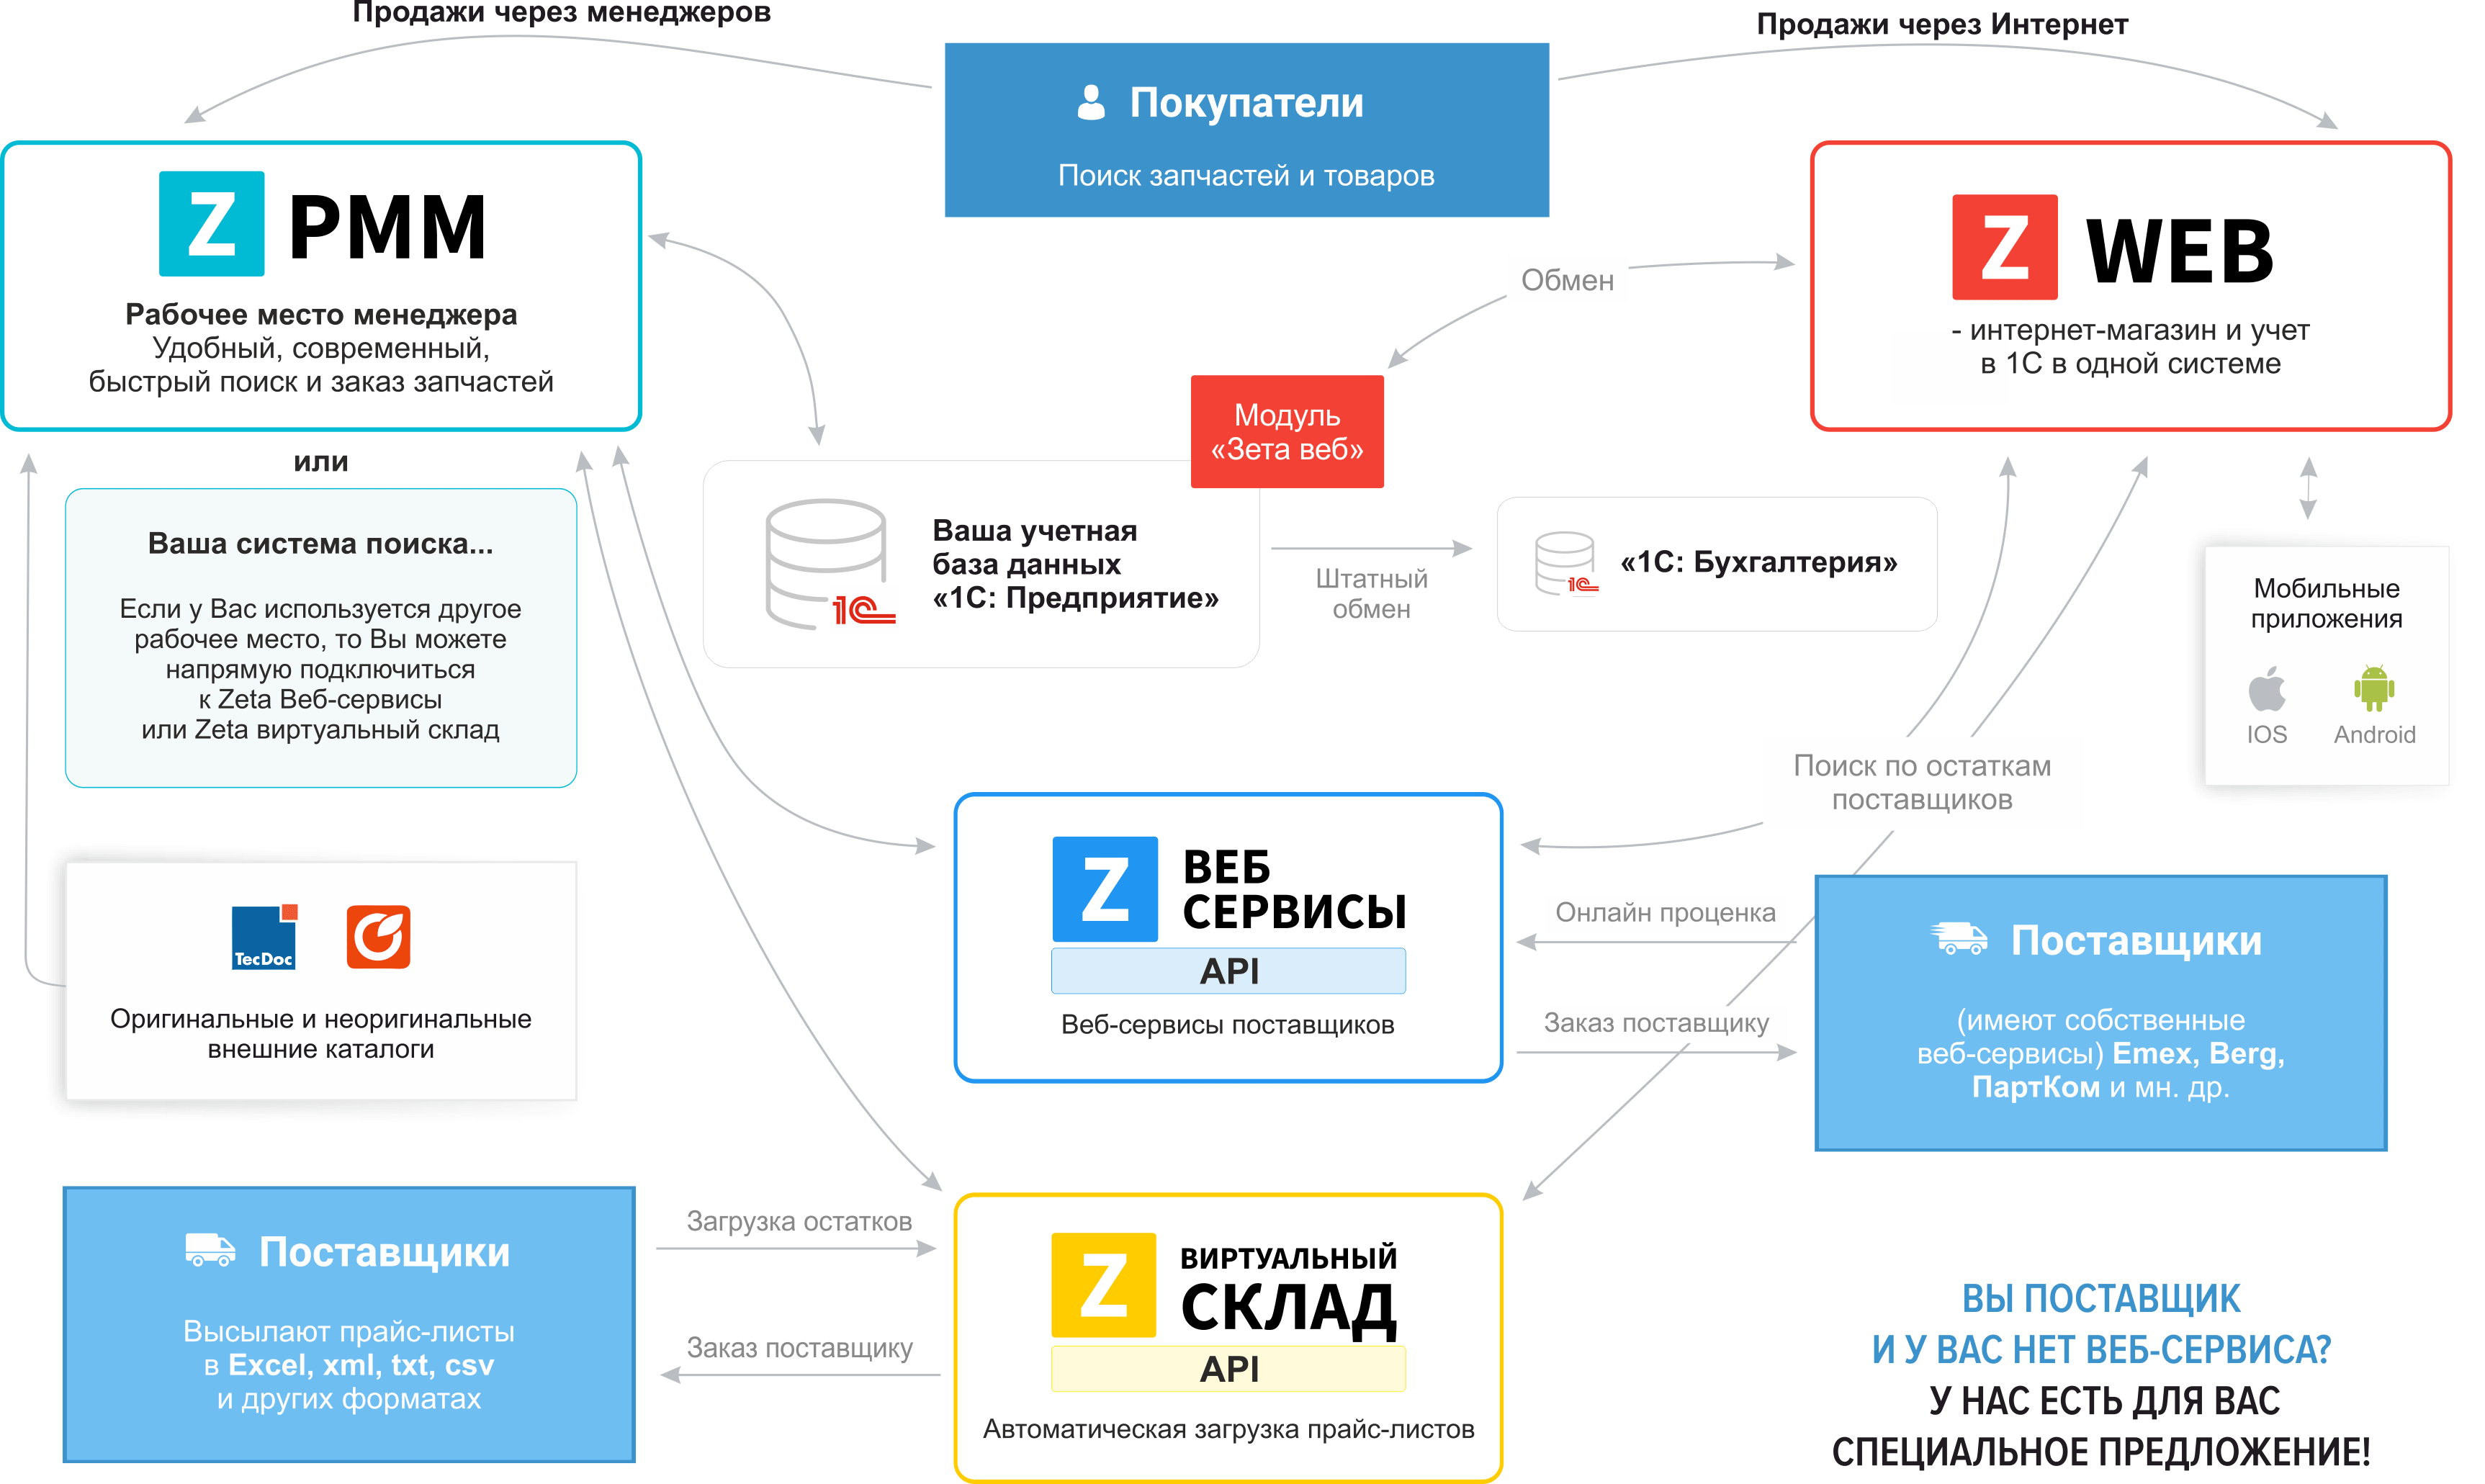 Продажи через менеджеров
Продажи через Интернет
Покупатели
Поиск запчастей и товаров
Z РММ
Рабочее место менеджера
Удобный, современный,
быстрый поиск и заказ запчастей
Z WEB
- интернет-магазин и учет
в 1С в одной системе
Обмен
Модуль
«Зета веб»
или
Ваша система поиска...
Если у Вас используется другое
рабочее место, то Вы можете
напрямую подключиться
к Zeta Веб-сервисы
или Zeta виртуальный склад
1С
Ваша учетная
база данных
«1С: Предприятие»
Штатный
обмен
1С
«1С: Бухгалтерия»
Мобильные
приложения
IOS
Android
Поиск по остаткам
поставщиков
Z ВЕБ
СЕРВИСЫ
API
Веб-сервисы поставщиков
Онлайн проценка
Заказ поставщику
Поставщики
(имеют собственные
веб-сервисы) Emex, Berg,
ПартКом и мн. др.
TecDoc
Оригинальные и неоригинальные
внешние каталоги
Поставщики
Высылают прайс-листы
в Excel, xml, txt, csv
и других форматах
Загрузка остатков
Заказ поставщику
Z ВИРТУАЛЬНЫЙ
СКЛАД
API
Автоматическая загрузка прайс-листов
ВЫ ПОСТАВЩИК
И У ВАС НЕТ ВЕБ-СЕРВИСА?
У НАС ЕСТЬ ДЛЯ ВАС
СПЕЦИАЛЬНОЕ ПРЕДЛОЖЕНИЕ!